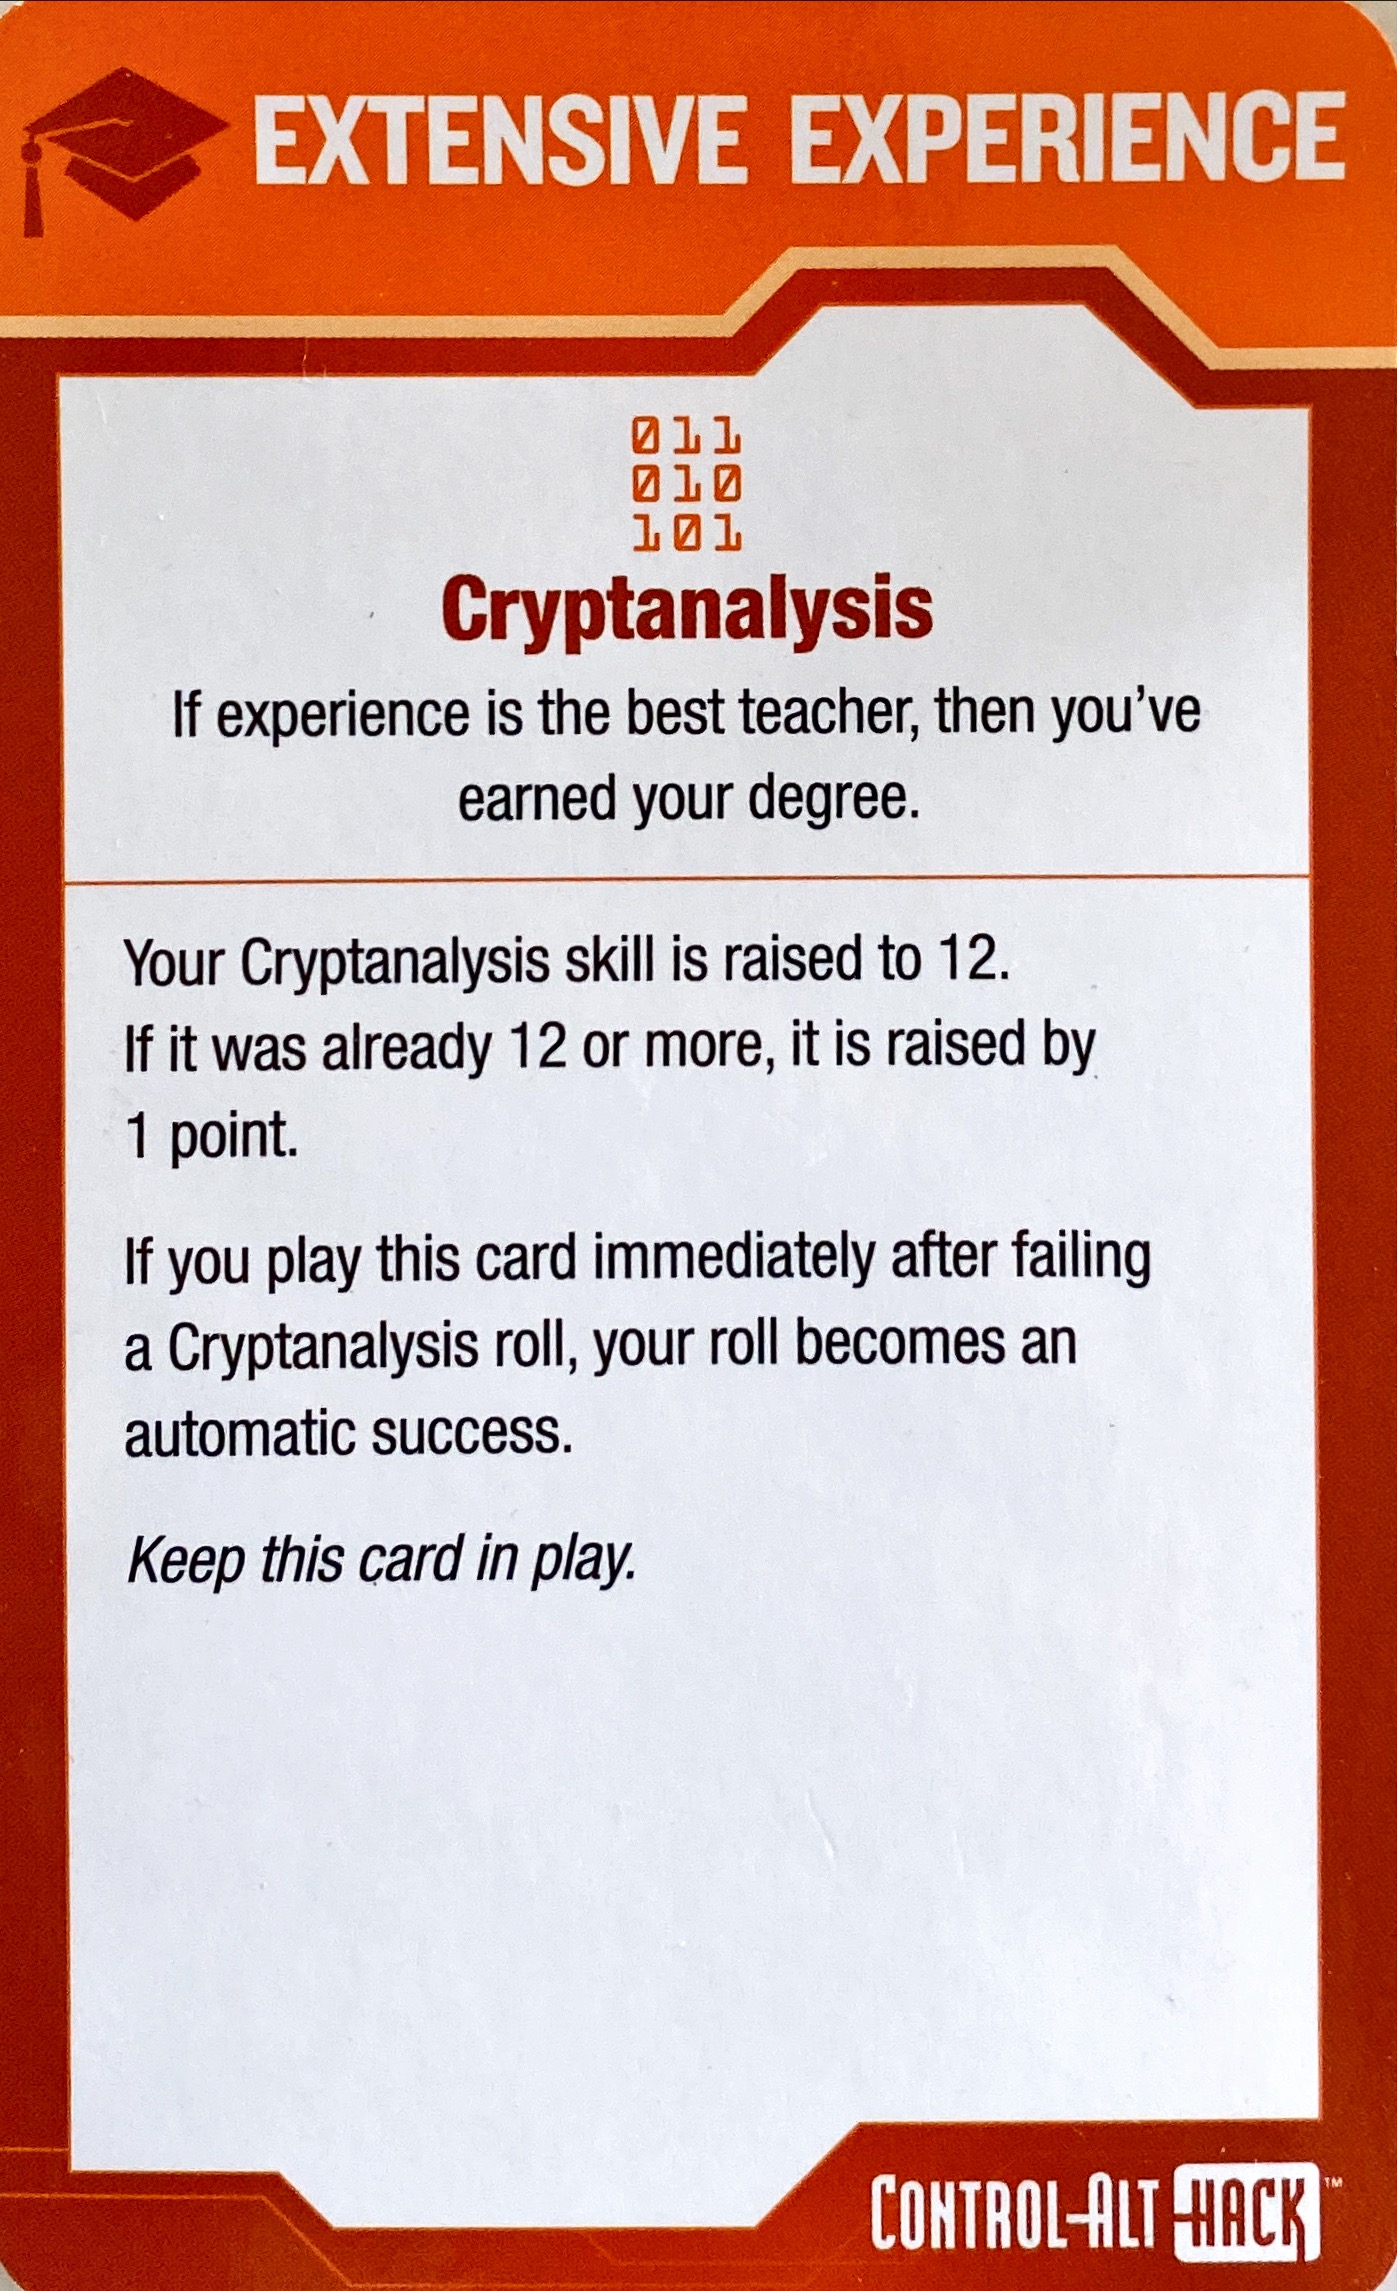 EXTENSIVE EXPERIENCE
011
010
101
Cryptanalysis
If experience is the best teacher, then you've
earned your degree.
Your Cryptanalysis skill is raised to 12.
If it was already 12 or more, it is raised by
1 point.
If you play this card immediately after failing
a Cryptanalysis roll, your roll becomes an
automatic success.
Keep this card in play.
CONTROL-ALT-HACK™